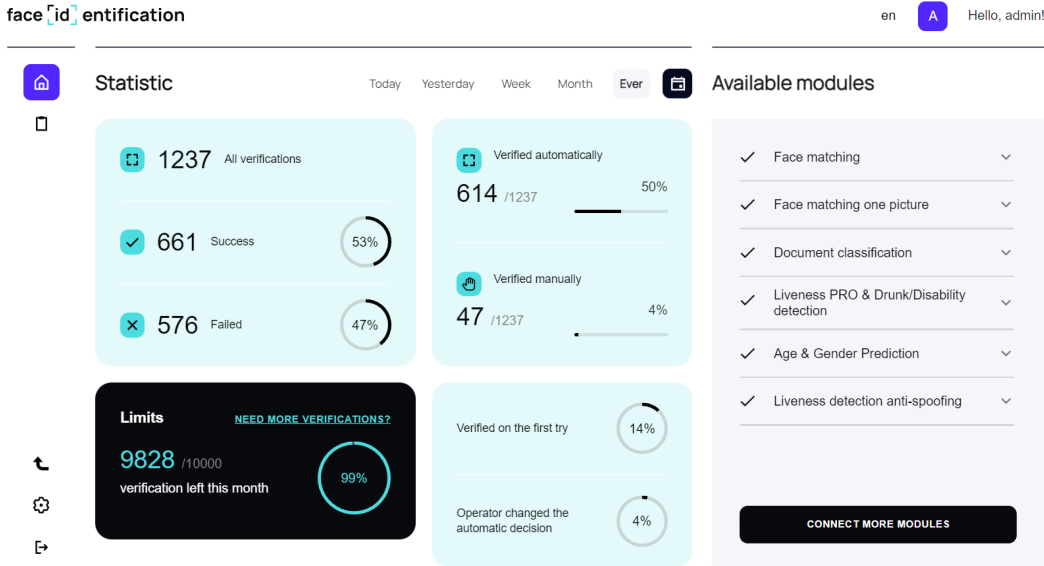 face [id] entification
en
A
Hello, admin!
Statistic
Today
Yesterday
Week
Month
Ever
1237 All verifications
661 Success
53%
576 Failed
47%
Verified automatically
614 /1237
50%
Verified manually
47 /1237
4%
Limits
NEED MORE VERIFICATIONS?
9828 /10000
verification left this month
99%
Verified on the first try
14%
Operator changed the
automatic decision
4%
Available modules
Face matching
Face matching one picture
Document classification
Liveness PRO & Drunk/Disability
detection
Age & Gender Prediction
Liveness detection anti-spoofing
CONNECT MORE MODULES